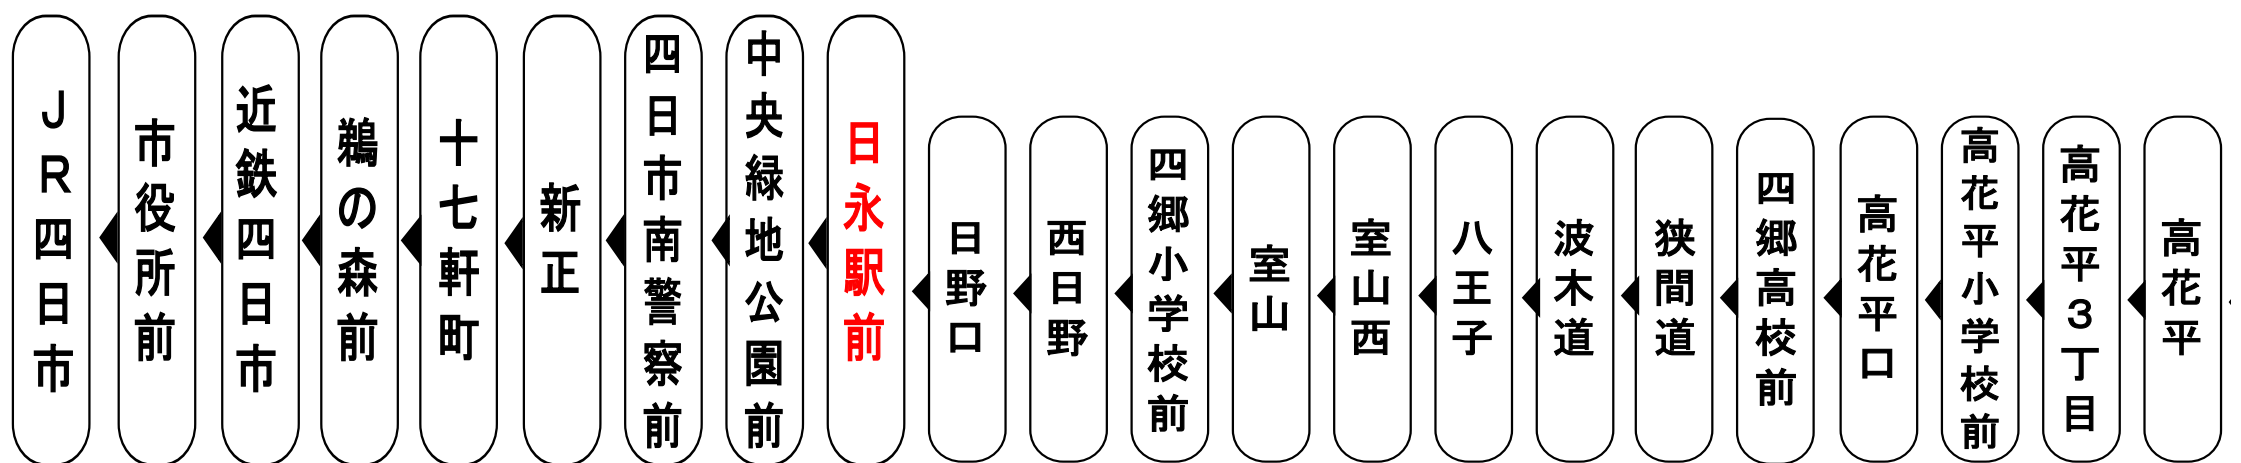 ＪＲ四日市
市役所前
近鉄四日市
鵜の森前
十七軒町
新正
四日市南警察前
中央緑地公園前
日永駅前
日野口
西日野
四郷小学校前
室山
室山西
八王子
波木道
狭間道
四郷高校前
高花平口
高花平小学校前
高花平３丁目
高花平